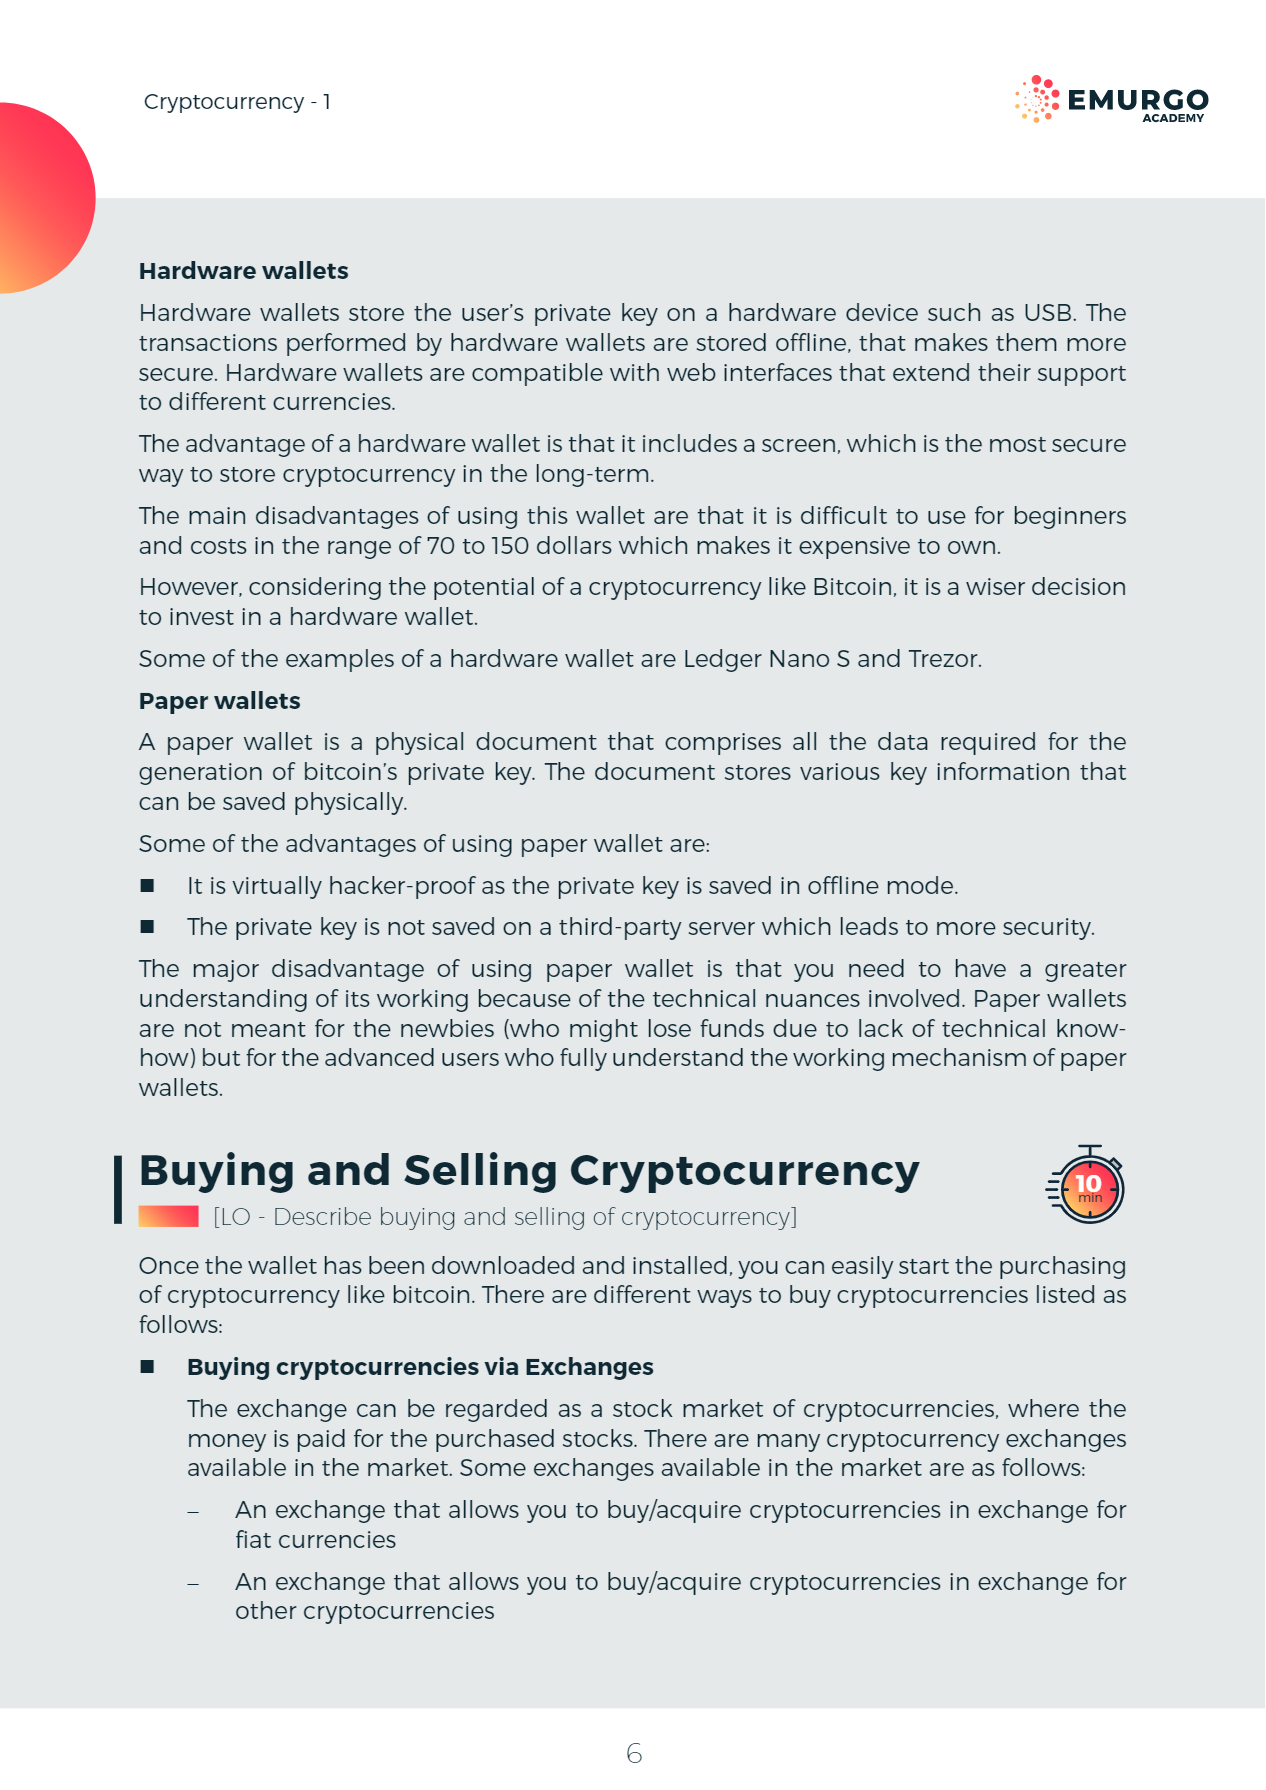 Cryptocurrency - 1
EMURGO
ACADEMY
Hardware wallets
Hardware wallets store the user’s private key on a hardware device such as USB. The
transactions performed by hardware wallets are stored offline, that makes them more
secure. Hardware wallets are compatible with web interfaces that extend their support
to different currencies.
The advantage of a hardware wallet is that it includes a screen, which is the most secure
way to store cryptocurrency in the long-term.
The main disadvantages of using this wallet are that it is difficult to use for beginners
and costs in the range of 70 to 150 dollars which makes it expensive to own.
However, considering the potential of a cryptocurrency like Bitcoin, it is a wiser decision
to invest in a hardware wallet.
Some of the examples of a hardware wallet are Ledger Nano S and Trezor.
Paper wallets
A paper wallet is a physical document that comprises all the data required for the
generation of bitcoin’s private key. The document stores various key information that
can be saved physically.
Some of the advantages of using paper wallet are:
■ It is virtually hacker-proof as the private key is saved in offline mode.
■ The private key is not saved on a third-party server which leads to more security.
The major disadvantage of using paper wallet is that you need to have a greater
understanding of its working because of the technical nuances involved. Paper wallets
are not meant for the newbies (who might lose funds due to lack of technical know-
how) but for the advanced users who fully understand the working mechanism of paper
wallets.
Buying and Selling Cryptocurrency
10
min
[LO - Describe buying and selling of cryptocurrency]
Once the wallet has been downloaded and installed, you can easily start the purchasing
of cryptocurrency like bitcoin. There are different ways to buy cryptocurrencies listed as
follows:
■ Buying cryptocurrencies via Exchanges
The exchange can be regarded as a stock market of cryptocurrencies, where the
money is paid for the purchased stocks. There are many cryptocurrency exchanges
available in the market. Some exchanges available in the market are as follows:
– An exchange that allows you to buy/acquire cryptocurrencies in exchange for
fiat currencies
– An exchange that allows you to buy/acquire cryptocurrencies in exchange for
other cryptocurrencies
6